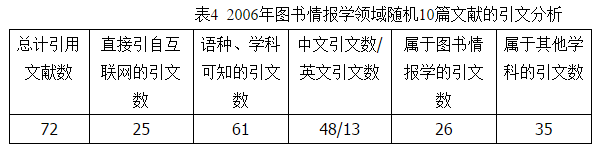 表4 2006年图书情报学领域随机10篇文献的引文分析
总计引用文献数 直接引自互联网的引文数 语种、学科可知的引文数 中文引文数/英文引文数 属于图书情报学的引文数 属于其他学科的引文数
72 25 61 48/13 26 35